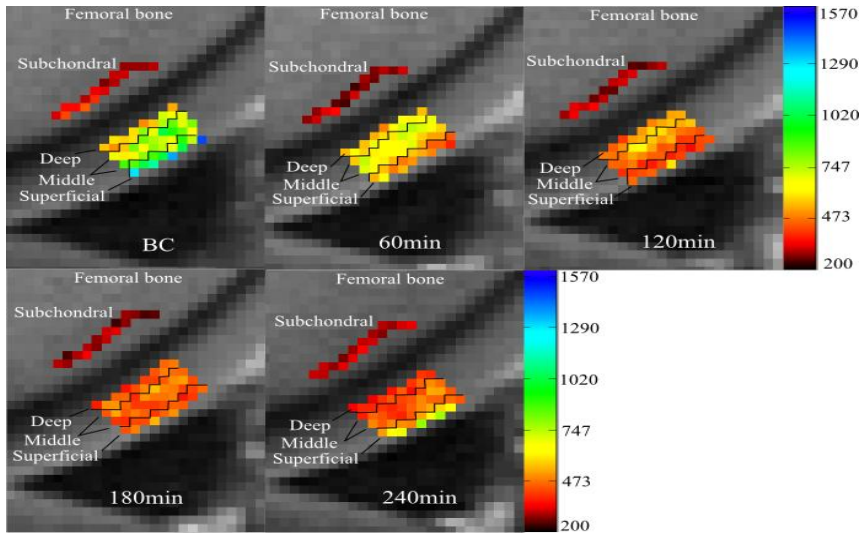 Femoral bone
Subchondral
Deep
Middle
Superficial
BC
Femoral bone
Subchondral
Deep
Middle
Superficial
60min
Femoral bone
Subchondral
Deep
Middle
Superficial
120min
1570
1290
1020
747
473
200
Femoral bone
Subchondral
Deep
Middle
Superficial
180min
Femoral bone
Subchondral
Deep
Middle
Superficial
240min
1570
1290
1020
747
473
200